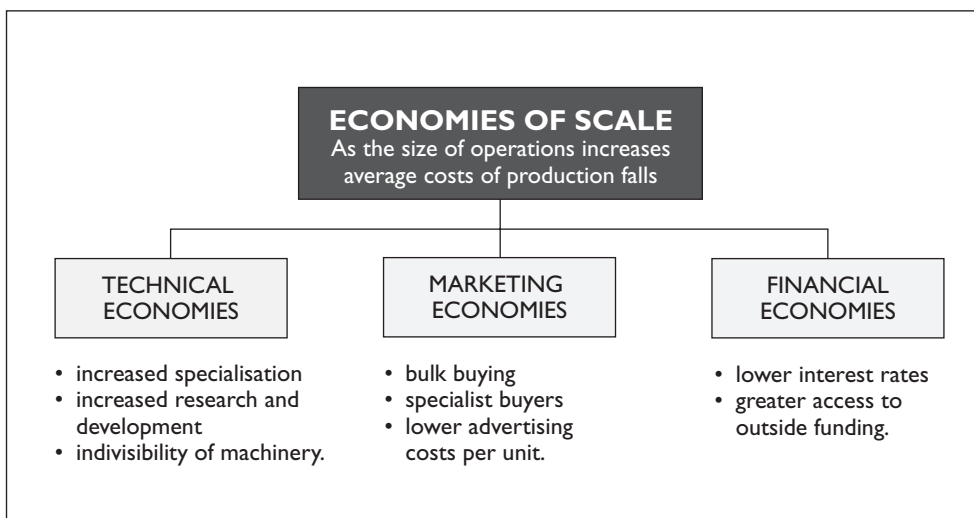 ECONOMIES OF SCALE
As the size of operations increases
average costs of production falls
TECHNICAL
ECONOMIES
• increased specialisation
• increased research and
development
• indivisibility of machinery.
MARKETING
ECONOMIES
• bulk buying
• specialist buyers
• lower advertising
costs per unit.
FINANCIAL
ECONOMIES
• lower interest rates
• greater access to
outside funding.